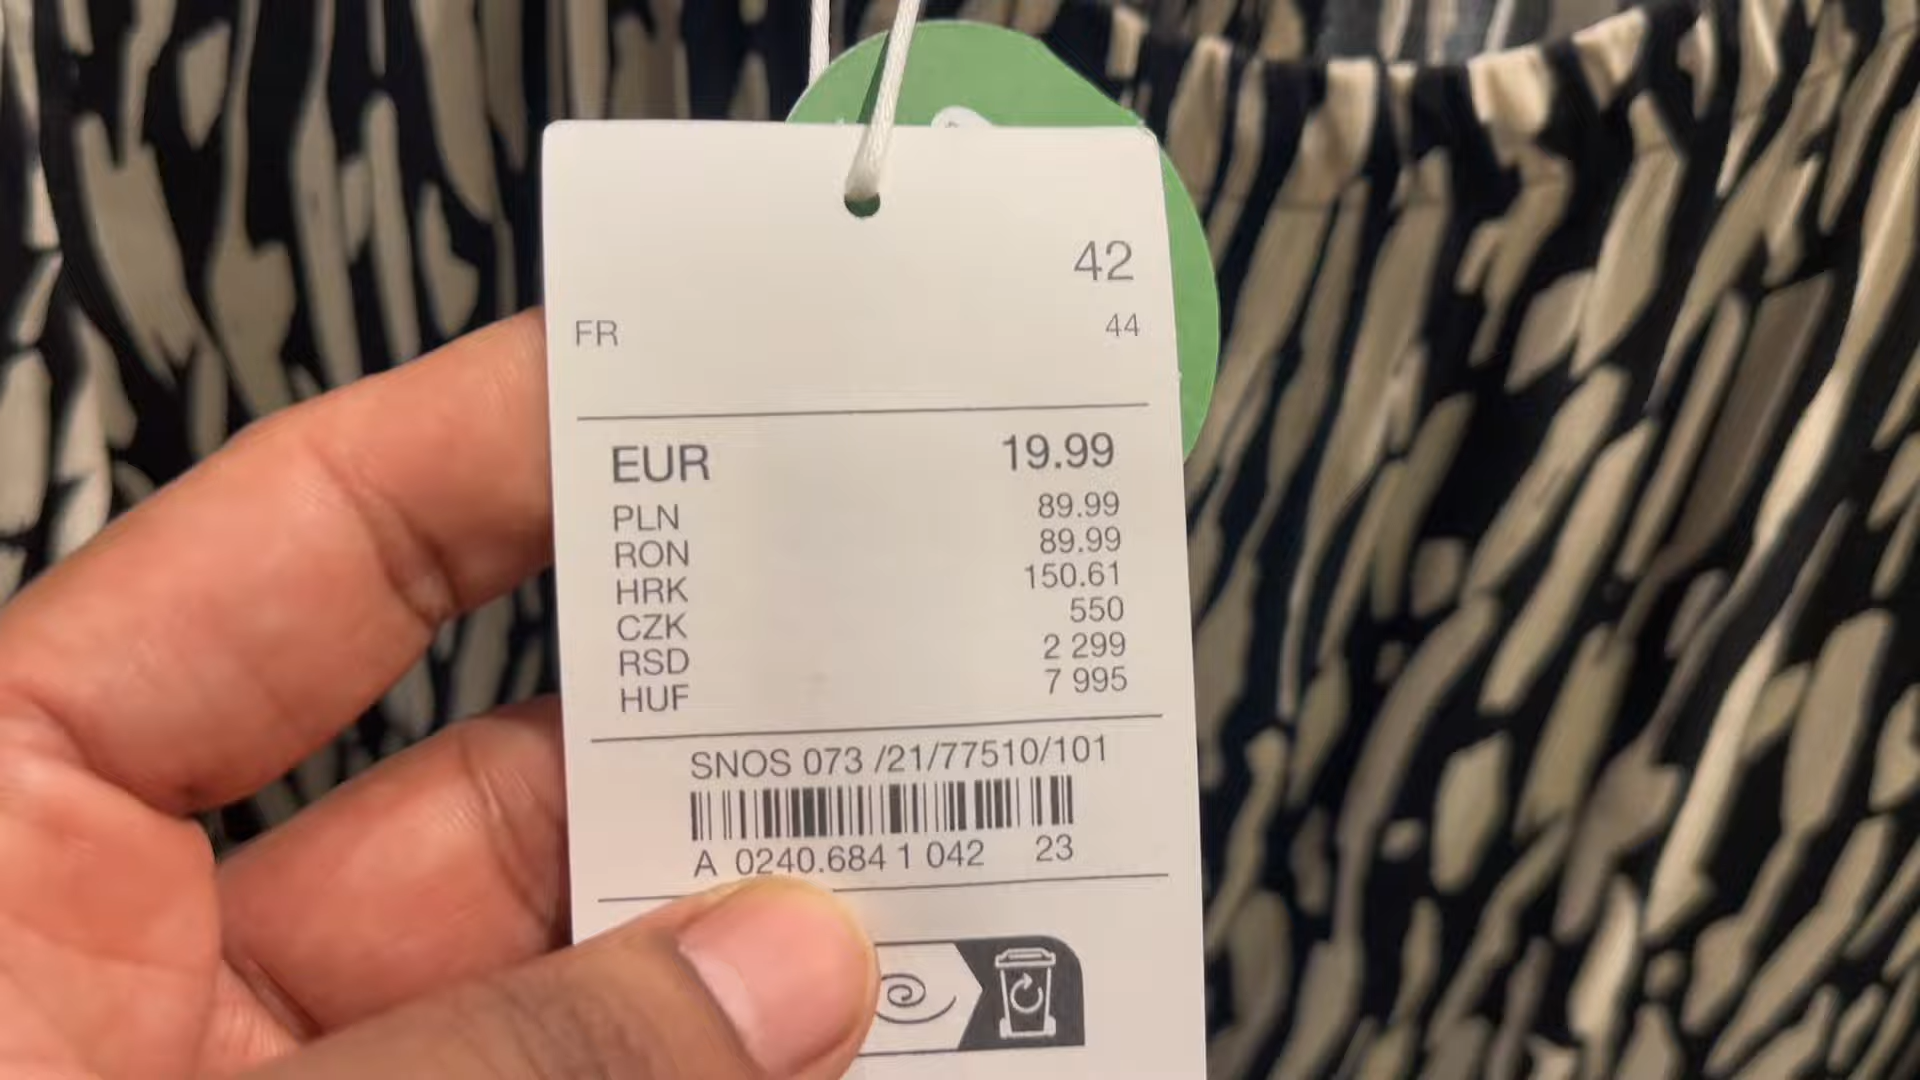 42
FR 44
EUR 19.99
PLN 89.99
RON 89.99
HRK 150.61
CZK 550
RSD 2 299
HUF 7 995
SNOS 073 /21/77510/101
A 0240.684 1 042 23